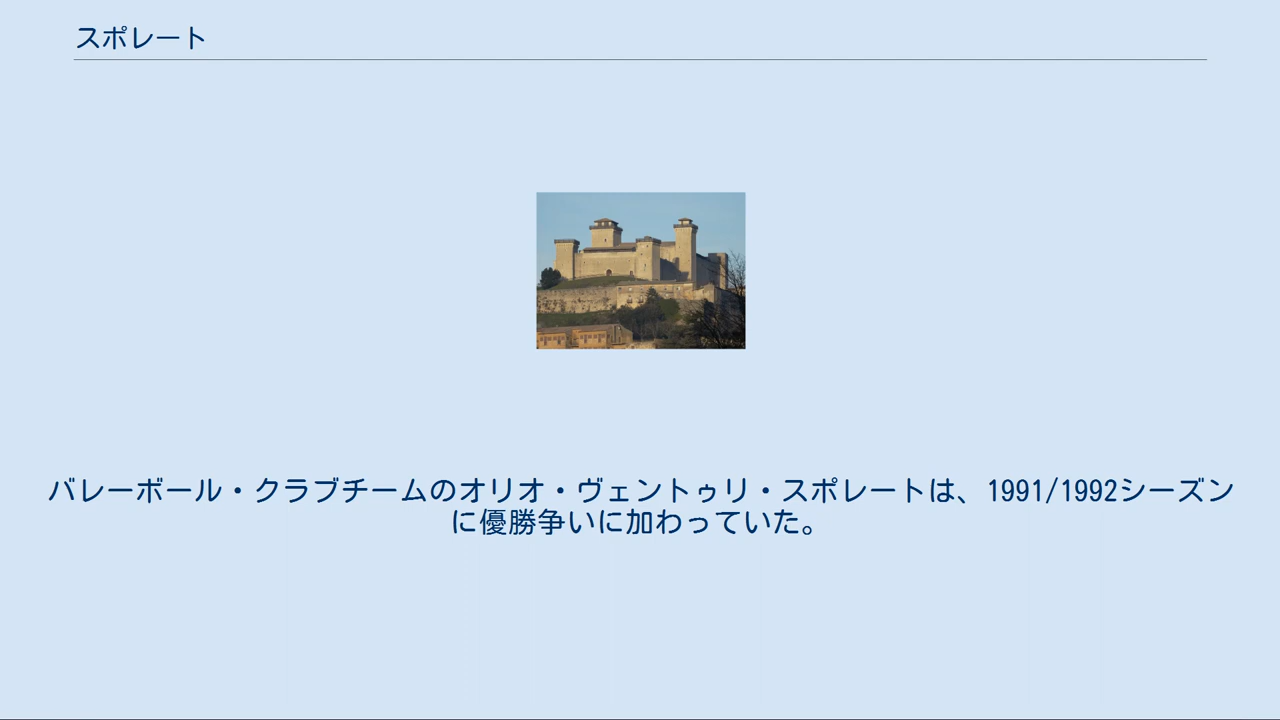 スポレート
バレーボール・クラブチームのオリオ・ヴェントゥリ・スポレートは、1991/1992シーズン
に優勝争いに加わっていた。